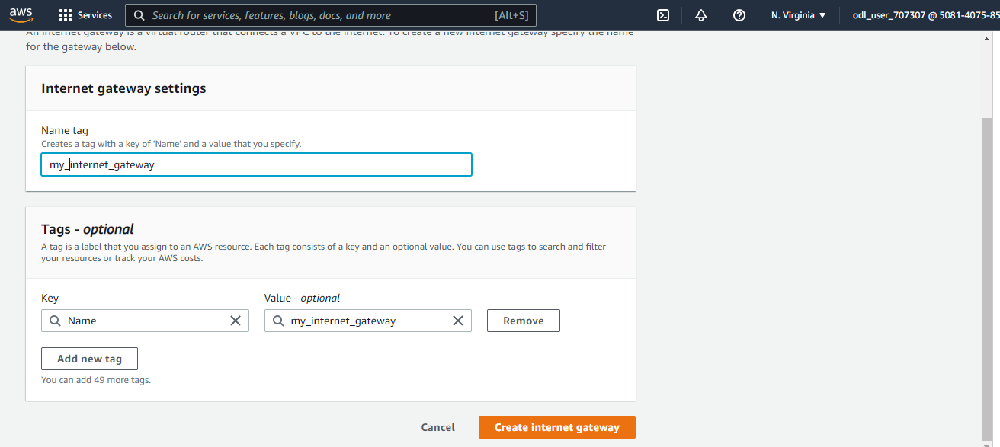 aws
Services
Search for services, features, blogs, docs, and more
[Alt+S]
N. Virginia
odl_user_707307 @ 5081-4075-85
An internet gateway is a virtual router that connects a VPC to the internet. To create a new internet gateway specify the name
for the gateway below.
Internet gateway settings
Name tag
Creates a tag with a key of 'Name' and a value that you specify.
my_internet_gateway
Tags - optional
A tag is a label that you assign to an AWS resource. Each tag consists of a key and an optional value. You can use tags to search and filter
your resources or track your AWS costs.
Key
Value - optional
Name
my_internet_gateway
Remove
Add new tag
You can add 49 more tags.
Cancel
Create internet gateway